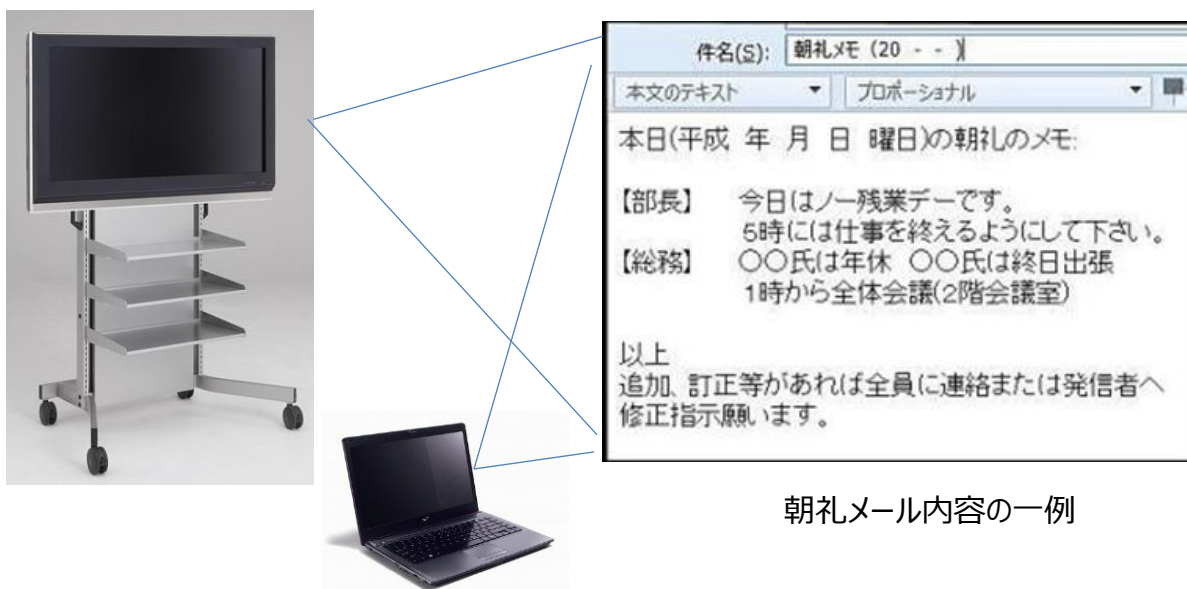 件名(S): 朝礼メモ (20 - - )
本文のテキスト プロポーショナル
本日(平成 年 月 日 曜日)の朝礼のメモ:
【部長】 今日はノー残業デーです。
5時には仕事を終えるようにして下さい。
【総務】 〇〇氏は年休 〇〇氏は終日出張
1時から全体会議(2階会議室)
以上
追加、訂正等があれば全員に連絡または発信者へ
修正指示願います。
朝礼メール内容の一例